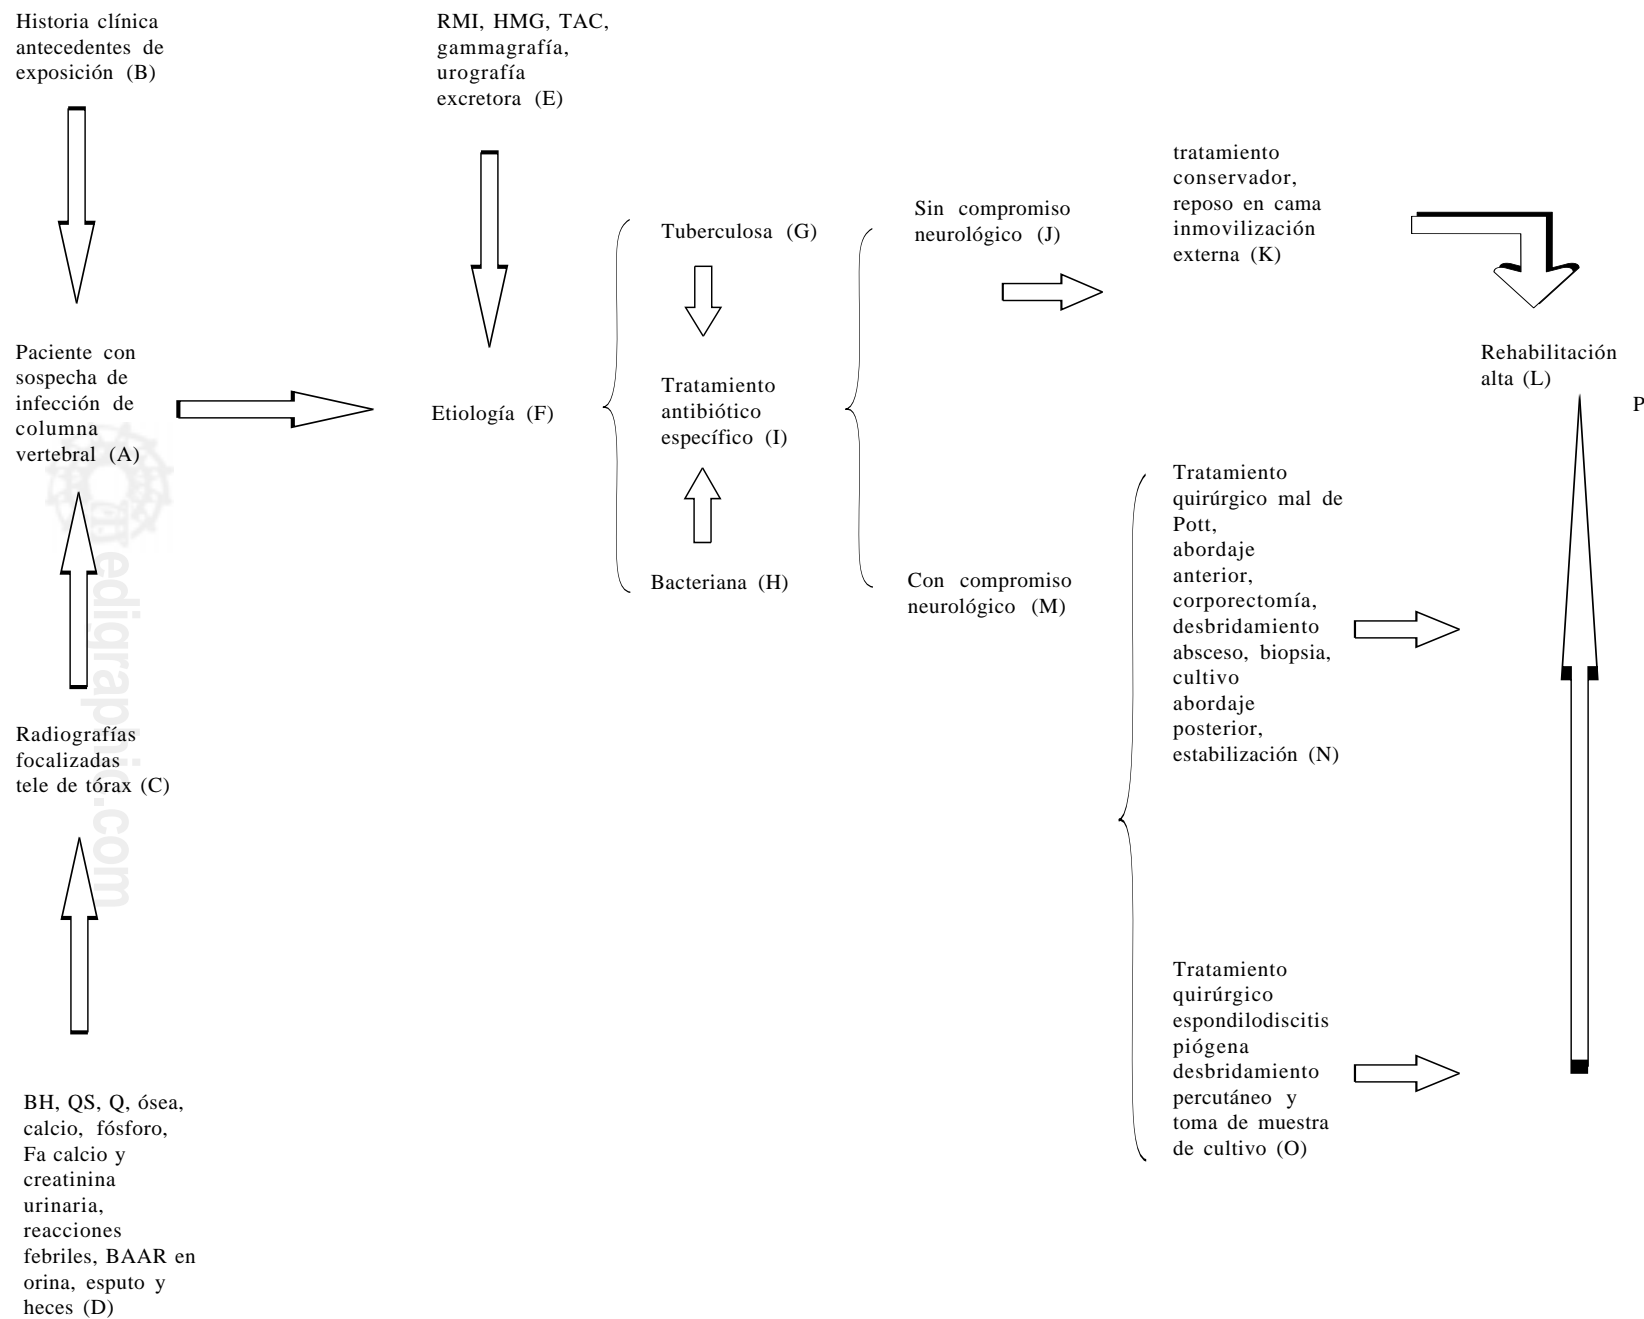 Historia clínica
antecedentes de
exposición (B)
RMI, HMG, TAC,
gammagrafía,
urografía
excretora (E)
Paciente con
sospecha de
infección de
columna
vertebral (A)
Etiología (F)
Tuberculosa (G)
Tratamiento
antibiótico
específico (I)
Bacteriana (H)
Sin compromiso
neurológico (J)
tratamiento
conservador,
reposo en cama
inmovilización
externa (K)
Rehabilitación
alta (L)
P
Con compromiso
neurológico (M)
Tratamiento
quirúrgico mal de
Pott,
abordaje
anterior,
corporectomía,
desbridamiento
absceso, biopsia,
cultivo
abordaje
posterior,
estabilización (N)
Radiografías
focalizadas
tele de tórax (C)
Tratamiento
quirúrgico
espondilodiscitis
piógena
desbridamiento
percutáneo y
toma de muestra
de cultivo (O)
BH, QS, Q, ósea,
calcio, fósforo,
Fa calcio y
creatinina
urinaria,
reacciones
febriles, BAAR en
orina, esputo y
heces (D)
edigraphic.com